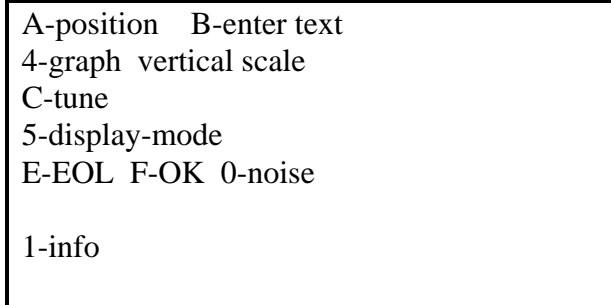 A-position B-enter text
4-graph vertical scale
C-tune
5-display-mode
E-EOL F-OK 0-noise
1-info